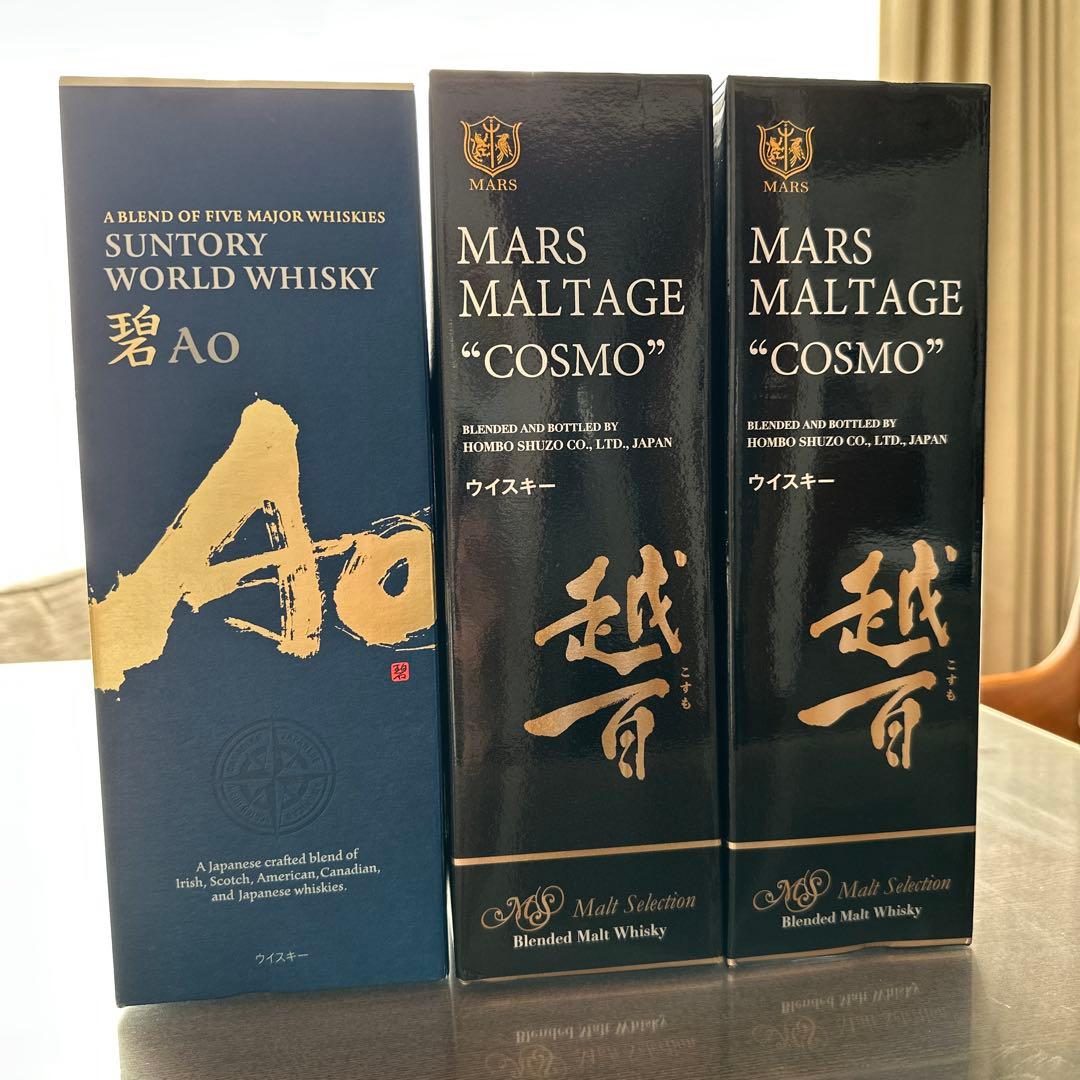 A BLEND OF FIVE MAJOR WHISKIES
SUNTORY
WORLD WHISKY
碧 AO
Ao
碧
A Japanese crafted blend of
Irish, Scotch, American, Canadian,
and Japanese whiskies.
ウイスキー
MARS
MARS
MALTAGE
“COSMO”
BLENDED AND BOTTLED BY
HOMBO SHUZO CO., LTD., JAPAN
ウイスキー
越百
こすも
MS Malt Selection
Blended Malt Whisky
MARS
MARS
MALTAGE
“COSMO”
BLENDED AND BOTTLED BY
HOMBO SHUZO CO., LTD., JAPAN
ウイスキー
越百
こすも
MS Malt Selection
Blended Malt Whisky